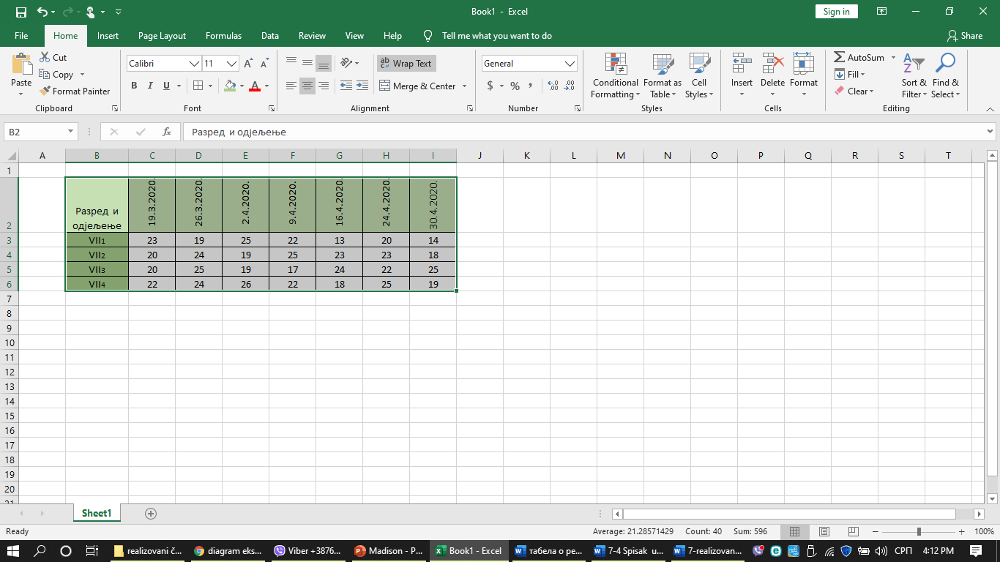 Book1 - Excel
Sign in
File Home Insert Page Layout Formulas Data Review View Help Tell me what you want to do Share
Paste
Cut
Copy
Format Painter
Clipboard
Calibri 11
B I U A
Font
Wrap Text
Merge & Center
Alignment
General
$ % ,
Number
Conditional Formatting
Format as Table
Cell Styles
Styles
Insert Delete Format
Cells
AutoSum
Fill
Clear
Sort & Filter
Find & Select
Editing
B2 fx Разред и одјељење
A B C D E F G H I J K L M N O P Q R S T
1
2 Разред и одјељење 19.3.2020. 26.3.2020. 2.4.2020. 9.4.2020. 16.4.2020. 24.4.2020. 30.4.2020.
3 VII1 23 19 25 22 13 20 14
4 VII2 20 24 19 25 23 23 18
5 VII3 20 25 19 17 24 22 25
6 VII4 22 24 26 22 18 25 19
7
8
9
10
11
12
13
14
15
16
17
18
19
20
21
Sheet1
Ready Average: 21.28571429 Count: 40 Sum: 596 100%
realizovani č... diagram eks... Viber +3876... Madison - P... Book1 - Excel табела о ре... 7-4 Spisak u... 7-realizovan... СРП 4:12 PM